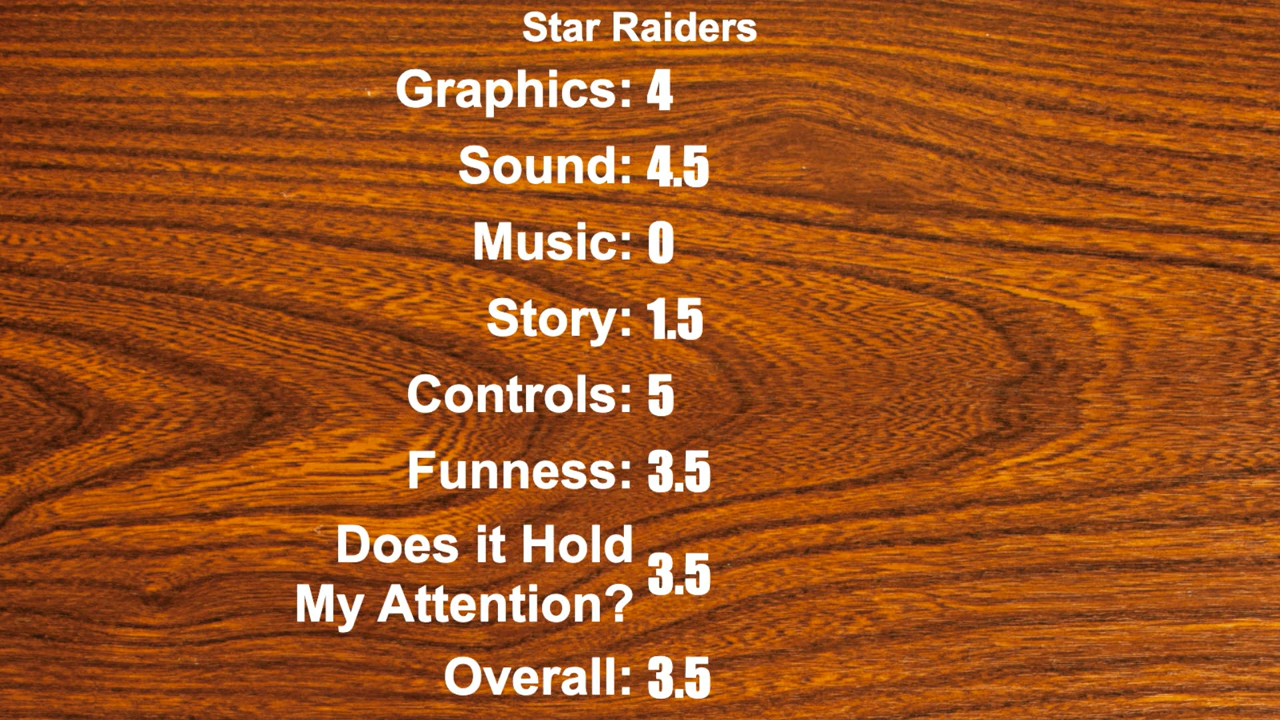 Star Raiders
Graphics: 4
Sound: 4.5
Music: 0
Story: 1.5
Controls: 5
Funness: 3.5
Does it Hold
My Attention? 3.5
Overall: 3.5